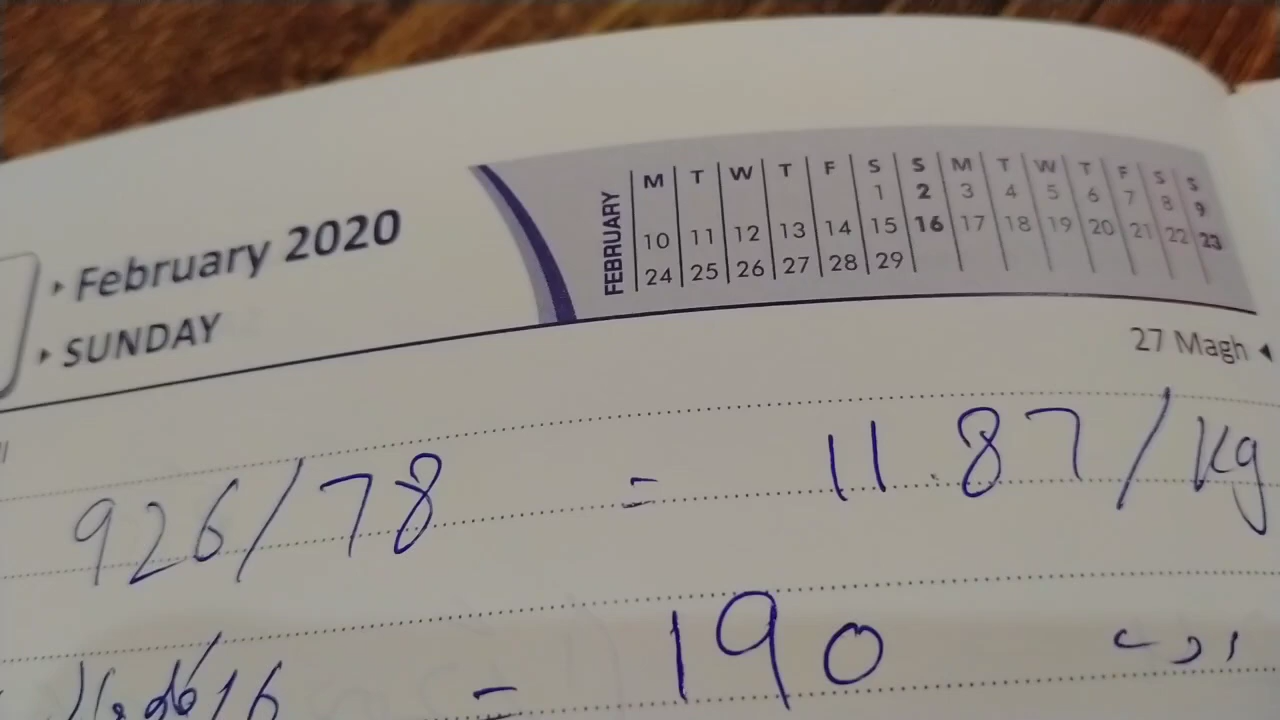 February 2020
SUNDAY
FEBRUARY
M T W T F S S M T W T F S S
1 2 3 4 5 6 7 8 9
10 11 12 13 14 15 16 17 18 19 20 21 22 23
24 25 26 27 28 29
27 Magh
926/78 = 11.87/kg
16 - 190